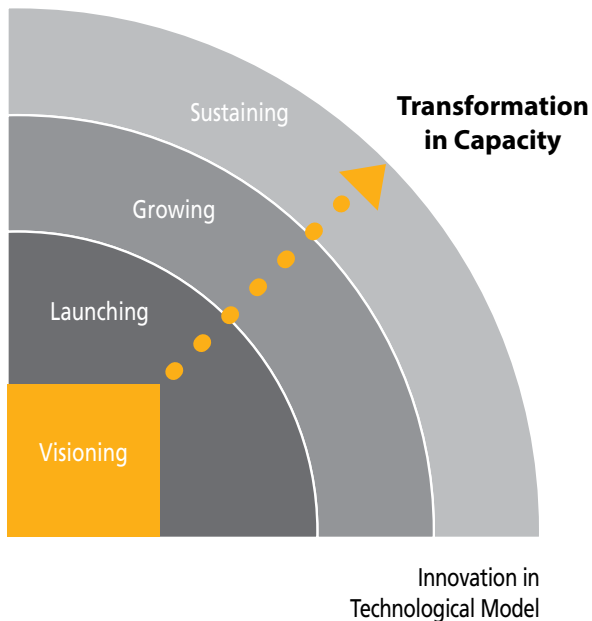 Sustaining
Transformation
in Capacity
Growing
Launching
Visioning
Innovation in
Technological Model